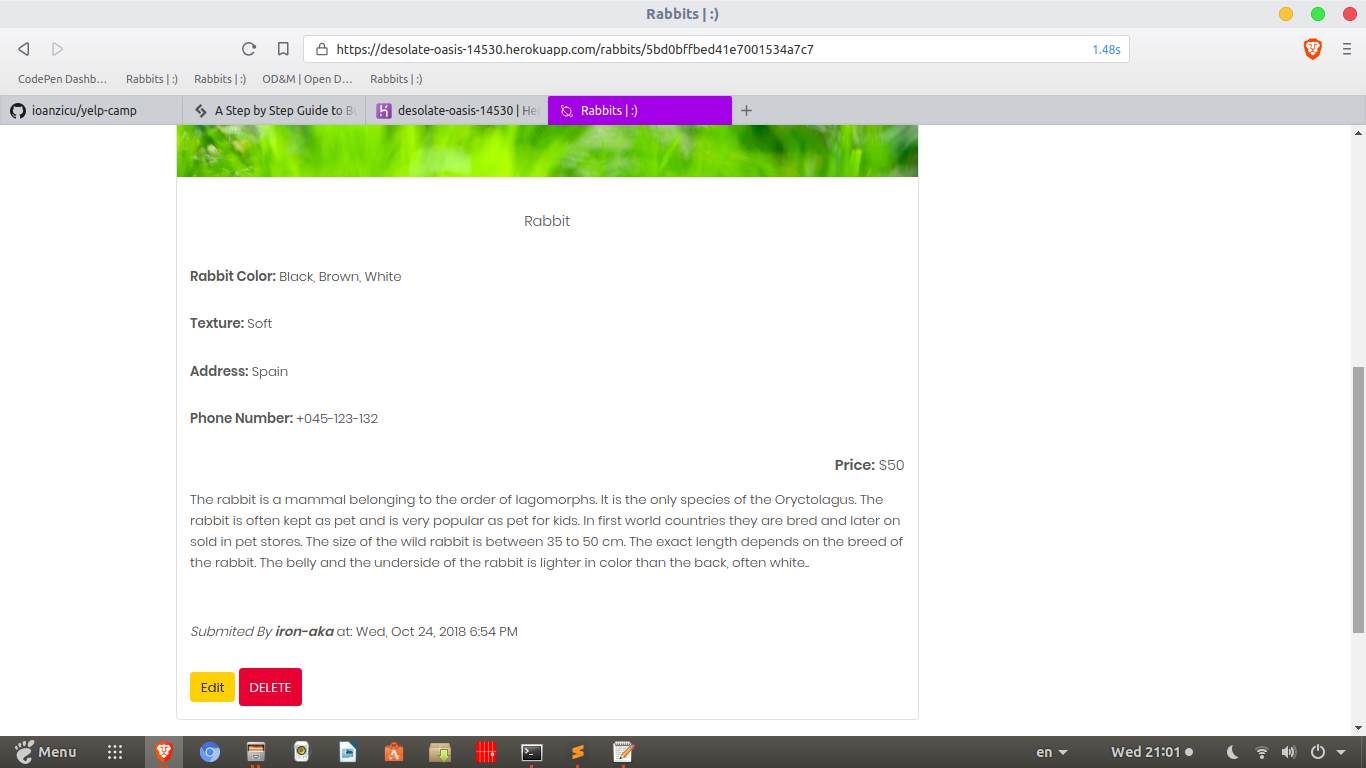 Rabbits | :)
https://desolate-oasis-14530.herokuapp.com/rabbits/5bd0bffbed41e7001534a7c7
1.48s
CodePen Dashb...
Rabbits | :)
Rabbits | :)
OD&M | Open D...
Rabbits | :)
ioanzicu/yelp-camp
A Step by Step Guide to Bu
desolate-oasis-14530 | He
Rabbits | :)
Rabbit
Rabbit Color: Black, Brown, White
Texture: Soft
Address: Spain
Phone Number: +045-123-132
Price: $50
The rabbit is a mammal belonging to the order of lagomorphs. It is the only species of the Oryctolagus. The
rabbit is often kept as pet and is very popular as pet for kids. In first world countries they are bred and later on
sold in pet stores. The size of the wild rabbit is between 35 to 50 cm. The exact length depends on the breed of
the rabbit. The belly and the underside of the rabbit is lighter in color than the back, often white..
Submited By iron-aka at: Wed, Oct 24, 2018 6:54 PM
Edit
DELETE
Menu
en
Wed 21:01